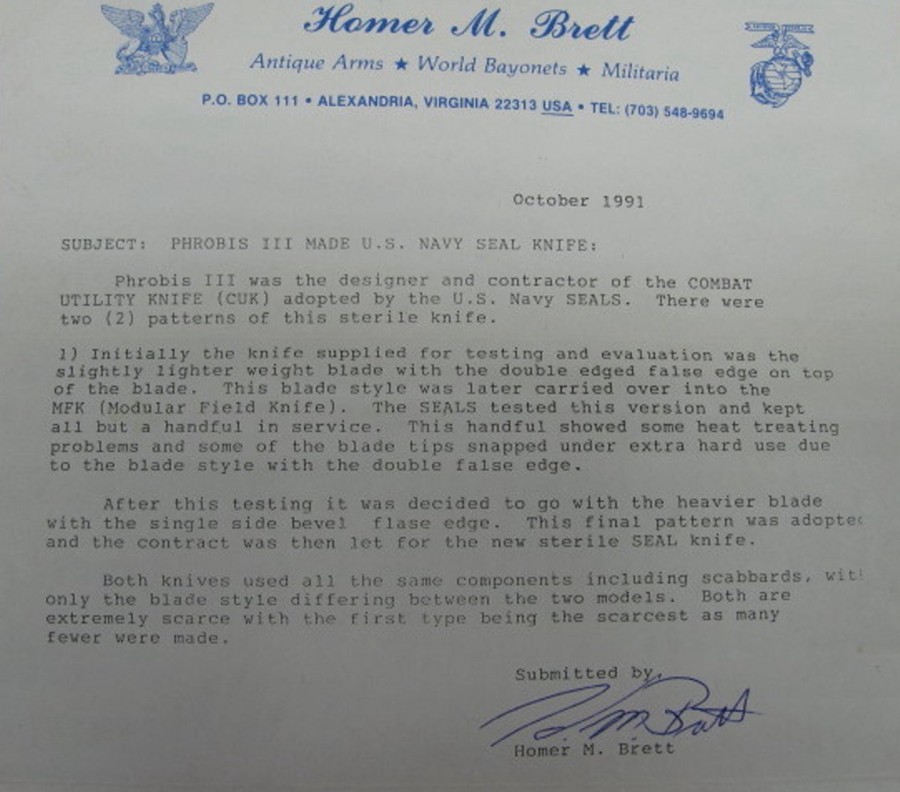 Homer M. Brett
Antique Arms ★ World Bayonets ★ Militaria
P.O. BOX 111 • ALEXANDRIA, VIRGINIA 22313 USA • TEL: (703) 548-9694
October 1991
SUBJECT: PHROBIS III MADE U.S. NAVY SEAL KNIFE:
Phrobis III was the designer and contractor of the COMBAT
UTILITY KNIFE (CUK) adopted by the U.S. Navy SEALS. There were
two (2) patterns of this sterile knife.
1) Initially the knife supplied for testing and evaluation was the
slightly lighter weight blade with the double edged false edge on top
of the blade. This blade style was later carried over into the
MFK (Modular Field Knife). The SEALS tested this version and kept
all but a handful in service. This handful showed some heat treating
problems and some of the blade tips snapped under extra hard use due
to the blade style with the double false edge.
After this testing it was decided to go with the heavier blade
with the single side bevel flase edge. This final pattern was adopted
and the contract was then let for the new sterile SEAL knife.
Both knives used all the same components including scabbards, with
only the blade style differing between the two models. Both are
extremely scarce with the first type being the scarcest as many
fewer were made.
Submitted by,
H. M. Brett
Homer M. Brett